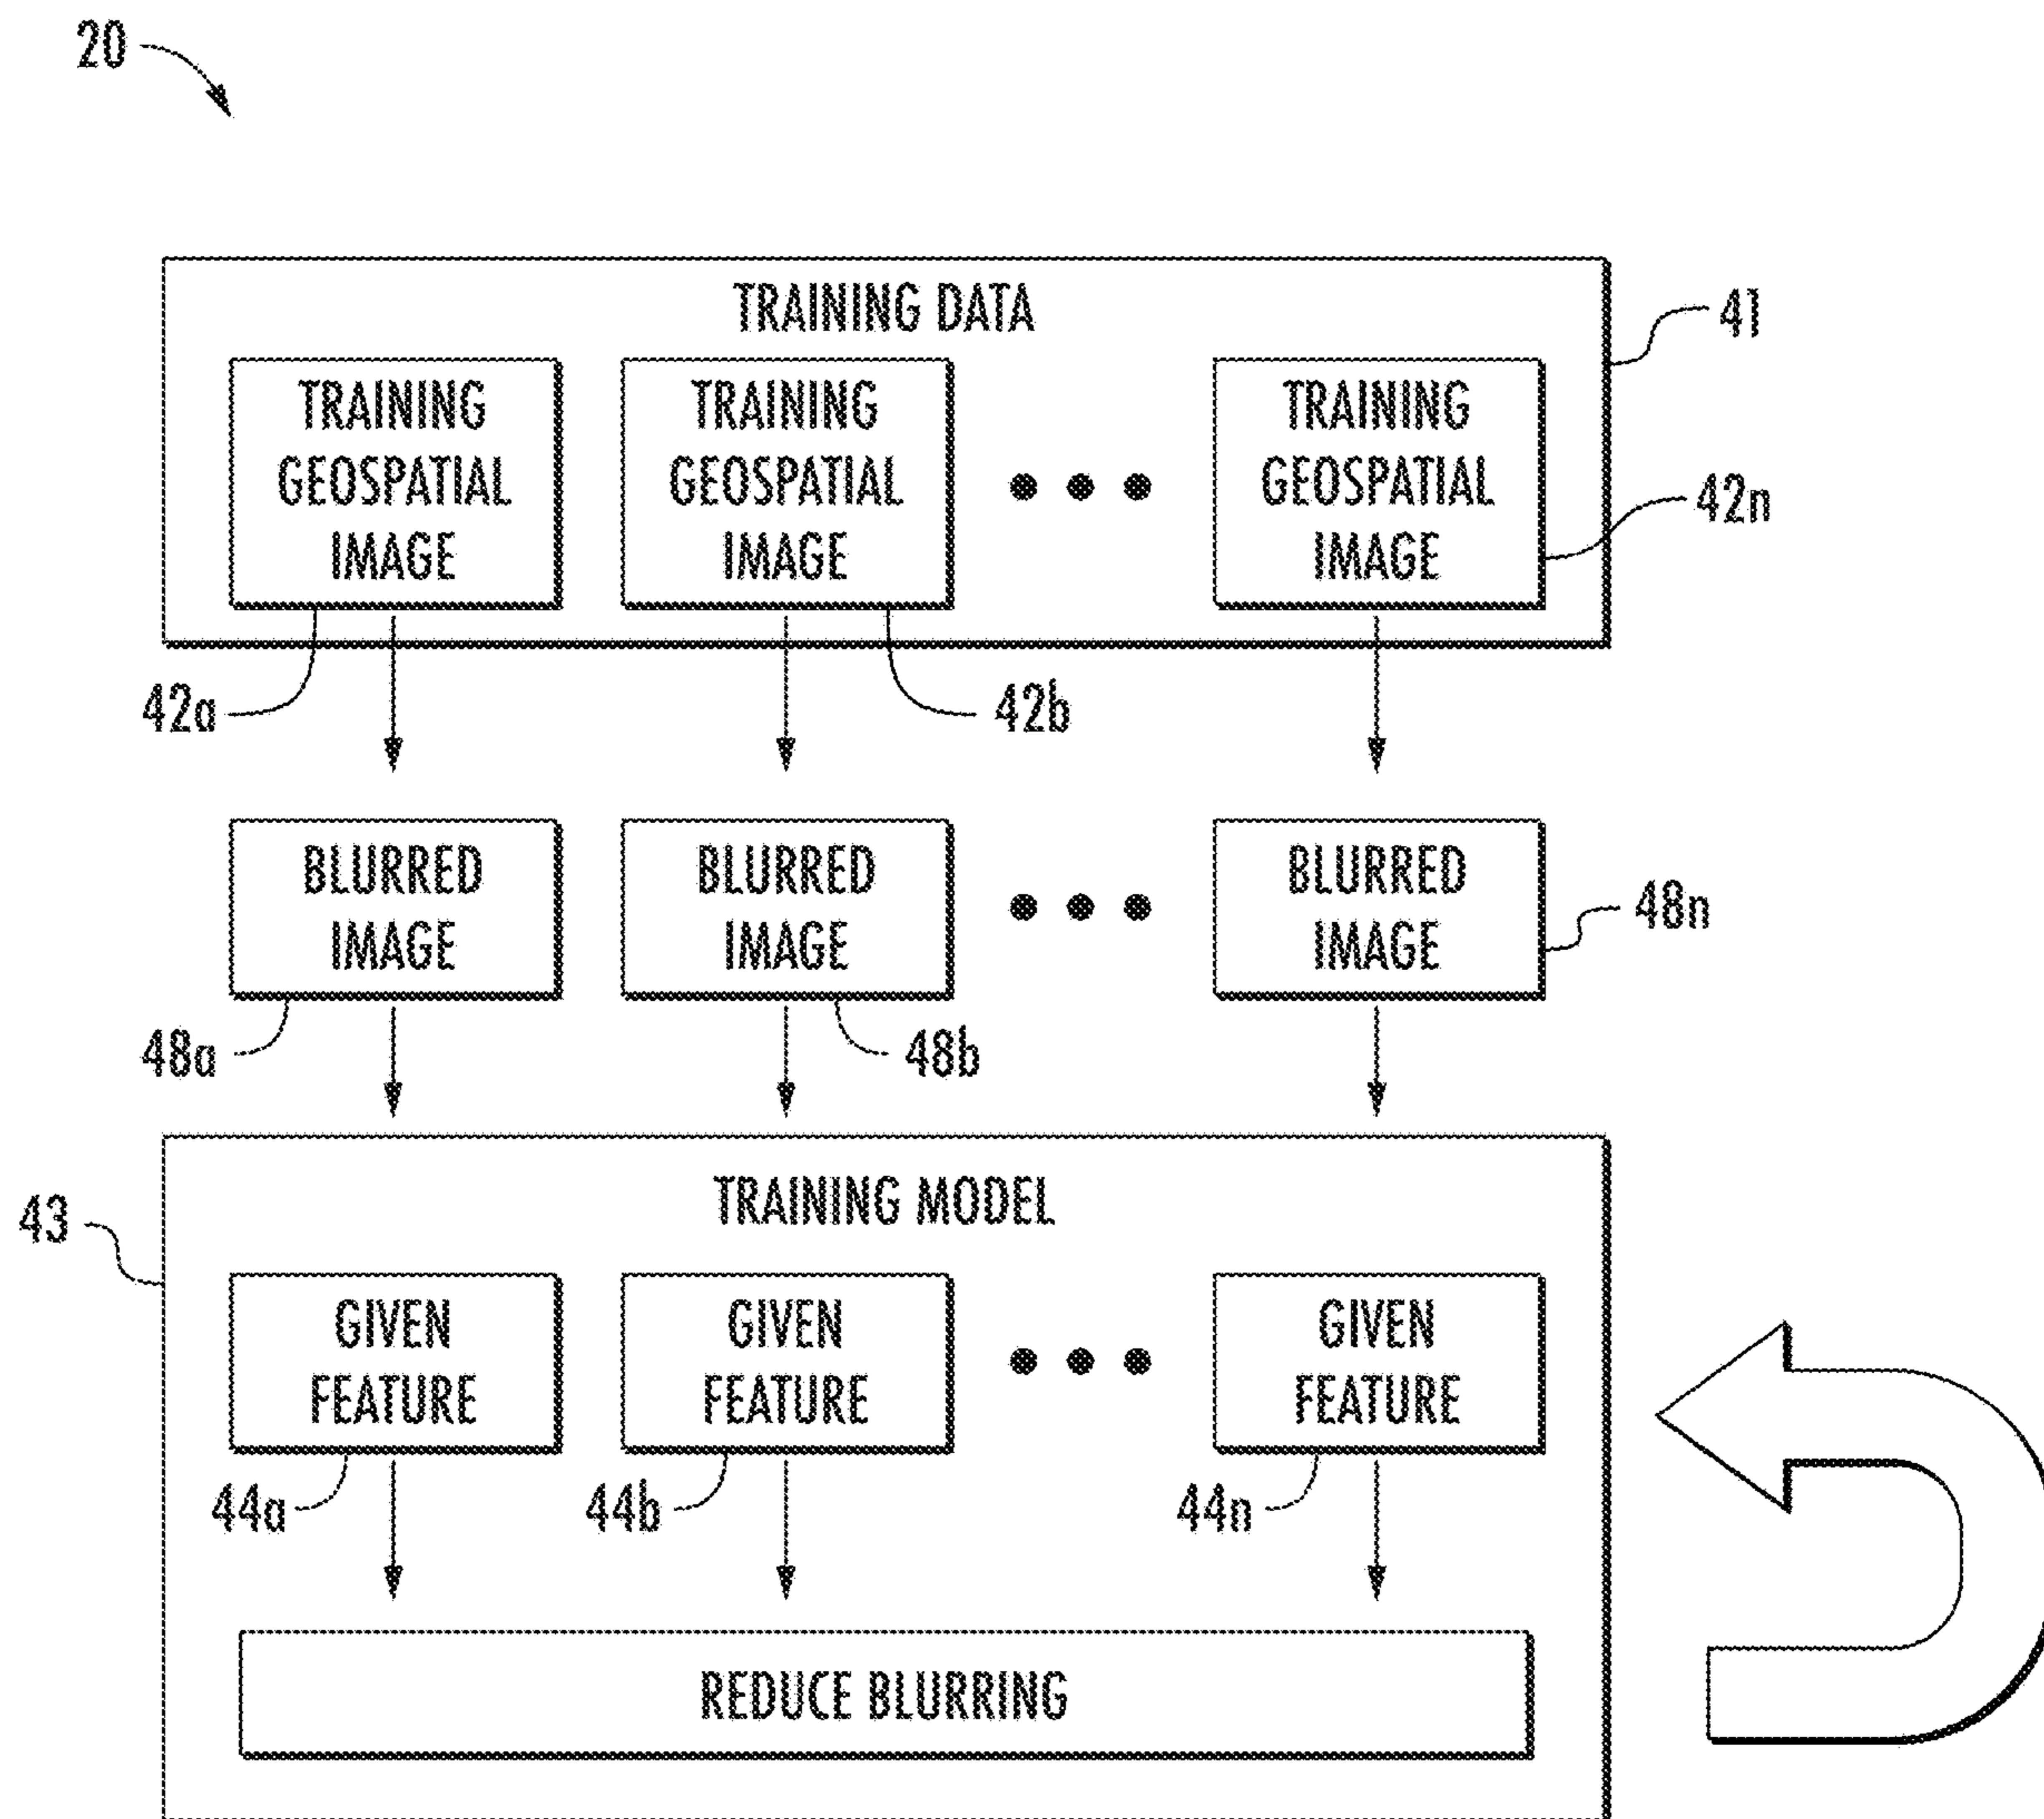 20
TRAINING DATA
41
TRAINING TRAINING TRAINING
GEOSPATIAL GEOSPATIAL GEOSPATIAL
IMAGE IMAGE IMAGE
42n
42a 42b
BLURRED BLURRED BLURRED
IMAGE IMAGE IMAGE
48n
48a 48b
TRAINING MODEL
43
GIVEN GIVEN GIVEN
FEATURE FEATURE FEATURE
44a 44b 44n
REDUCE BLURRING